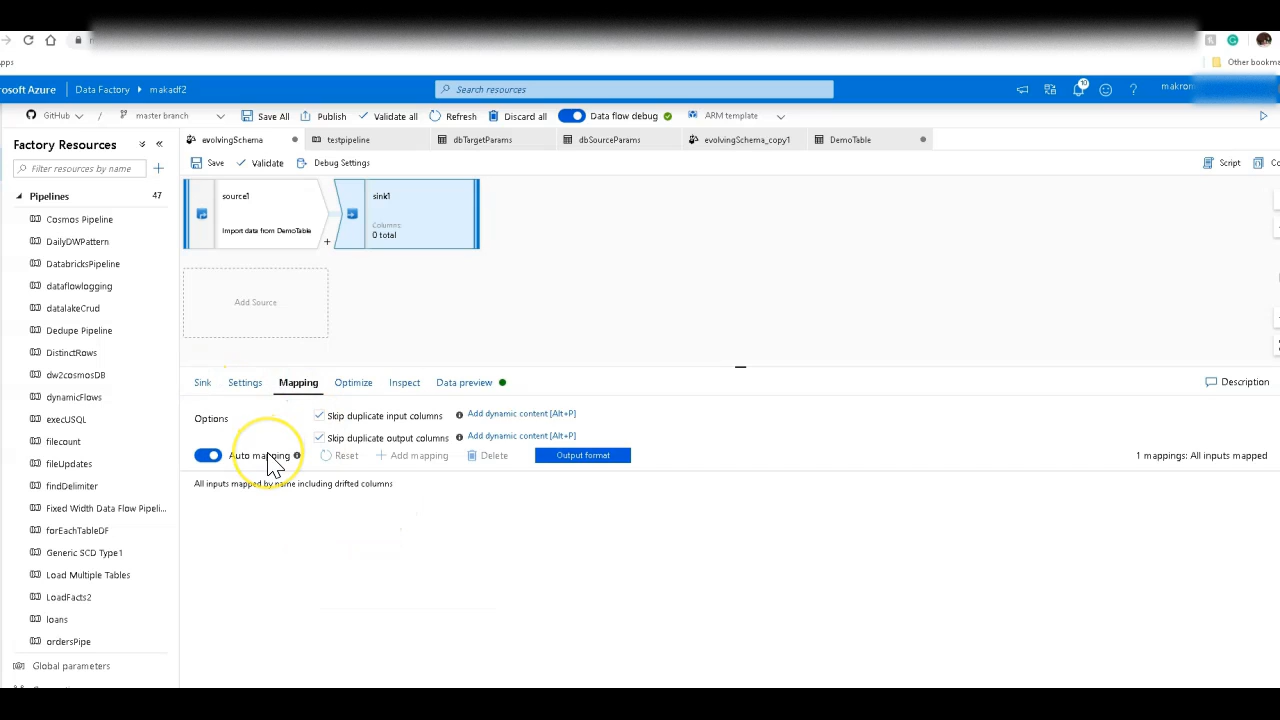 Apps
Other bookma
rosoft Azure
Data Factory
makadf2
Search resources
10
makron
GitHub
master branch
Save All
Publish
Validate all
Refresh
Discard all
Data flow debug
ARM template
Factory Resources
evolvingSchema
testpipeline
dbTargetParams
dbSourceParams
evolvingSchema_copy1
DemoTable
Filter resources by name
Save
Validate
Debug Settings
Script
Co
Pipelines
47
Cosmos Pipeline
DailyDWPattern
DatabricksPipeline
dataflowlogging
datalakeCrud
Dedupe Pipeline
DistinctRows
dw2cosmosDB
dynamicFlows
execUSQL
filecount
fileUpdates
findDelimiter
Fixed Width Data Flow Pipeli...
forEachTableDF
Generic SCD Type1
Load Multiple Tables
LoadFacts2
loans
ordersPipe
Global parameters
source1
Import data from DemoTable
+
sink1
Columns:
0 total
Add Source
Sink
Settings
Mapping
Optimize
Inspect
Data preview
Description
Options
Skip duplicate input columns
Add dynamic content [Alt+P]
Skip duplicate output columns
Add dynamic content [Alt+P]
Auto mapping
Reset
Add mapping
Delete
Output format
1 mappings: All inputs mapped
All inputs mapped by name including drifted columns